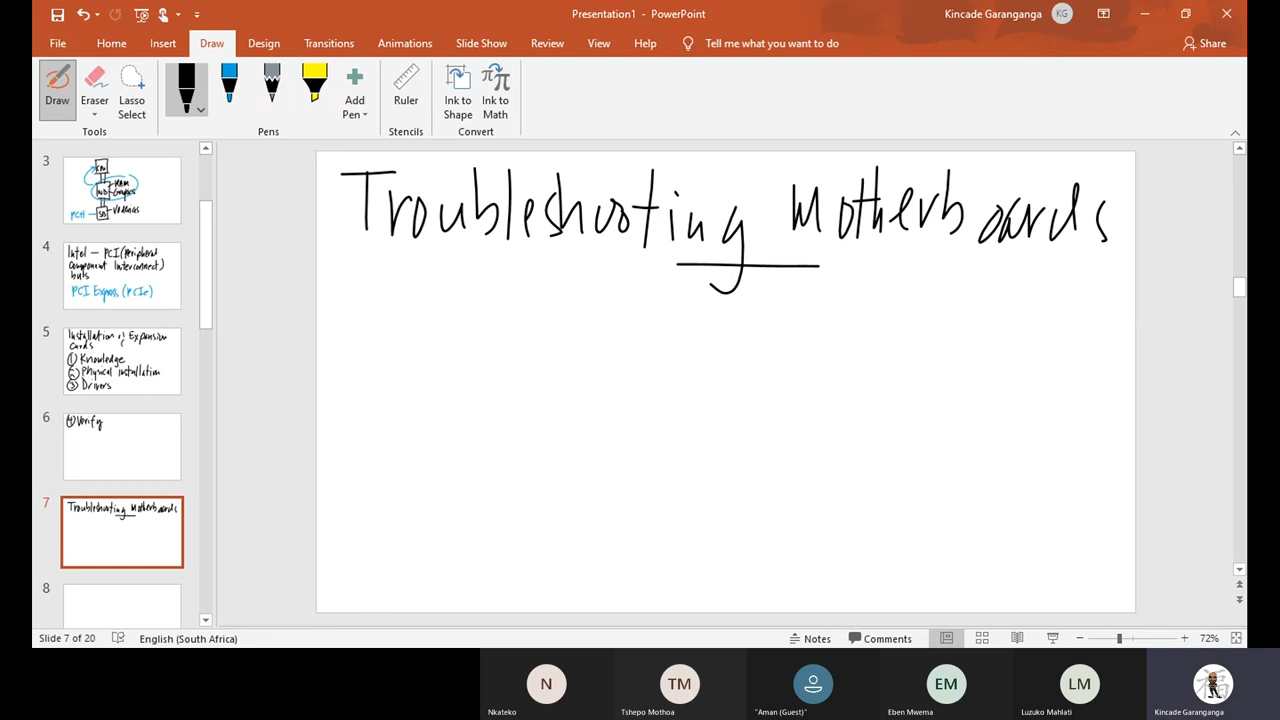 Presentation1 - PowerPoint
Kincade Garanganga
KG
File
Home
Insert
Draw
Design
Transitions
Animations
Slide Show
Review
View
Help
Tell me what you want to do
Share
Draw
Eraser
Lasso
Select
Add
Pen
Ruler
Ink to
Shape
Ink to
Math
Tools
Pens
Stencils
Convert
3
RAM
Graphics
PCH
4
Intel - PCI (Peripheral
Component Interconnect)
bus
PCI Express (PCIe)
5
Installation of Expansion
cards
① Knowledge
② Physical installation
③ Drivers
6
④ Verify
7
Troubleshooting Motherboards
8
Troubleshooting Motherboards
Slide 7 of 20
English (South Africa)
Notes
Comments
72%
N
TM
EM
LM
Nkateko
Tshepo Mothoa
"Aman (Guest)"
Eben Mwema
Luzuko Mahlati
Kincade Garanganga